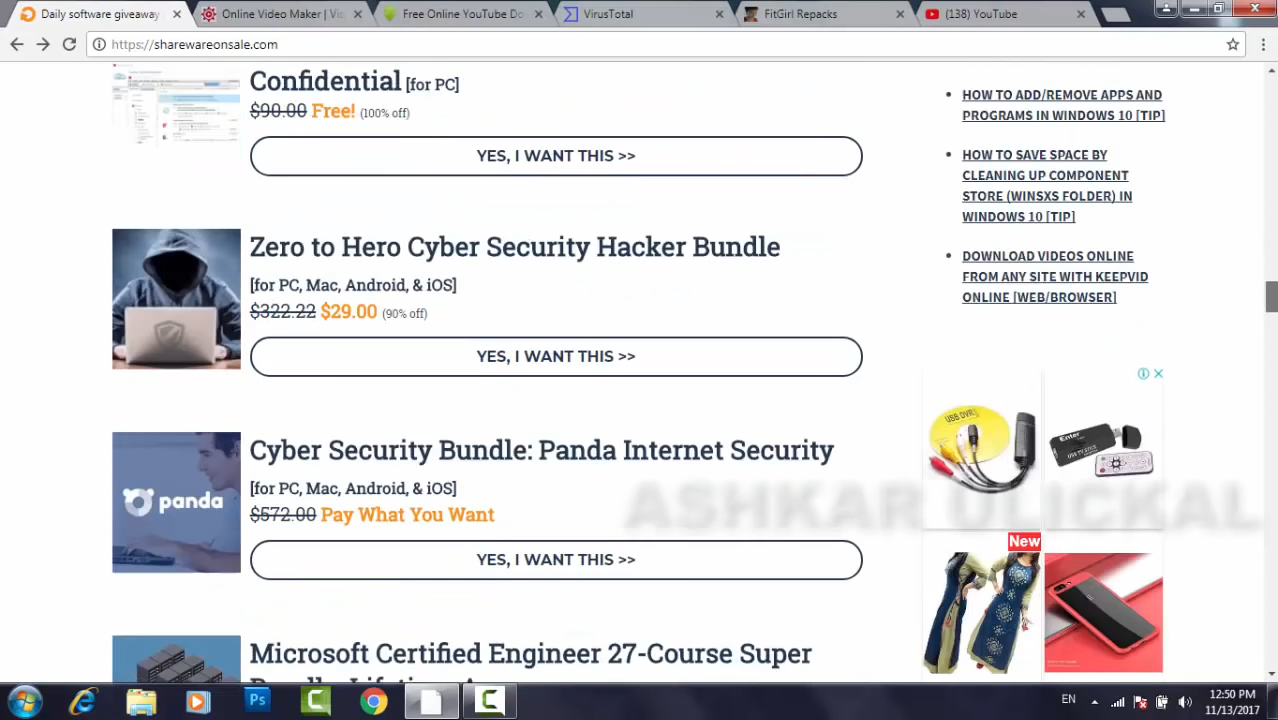 Daily software giveaway
Online Video Maker | Vi
Free Online YouTube Do
VirusTotal
FitGirl Repacks
(138) YouTube
https://sharewareonsale.com
Confidential [for PC]
$90.00 Free! (100% off)
YES, I WANT THIS >>
Zero to Hero Cyber Security Hacker Bundle
[for PC, Mac, Android, & iOS]
$322.22 $29.00 (90% off)
YES, I WANT THIS >>
panda
Cyber Security Bundle: Panda Internet Security
[for PC, Mac, Android, & iOS]
$572.00 Pay What You Want
YES, I WANT THIS >>
Microsoft Certified Engineer 27-Course Super
HOW TO ADD/REMOVE APPS AND
PROGRAMS IN WINDOWS 10 [TIP]
HOW TO SAVE SPACE BY
CLEANING UP COMPONENT
STORE (WINSXS FOLDER) IN
WINDOWS 10 [TIP]
DOWNLOAD VIDEOS ONLINE
FROM ANY SITE WITH KEEPVID
ONLINE [WEB/BROWSER]
USB DVR
Enter
New
ASHKAR ULICKAL
Ps
EN
12:50 PM
11/13/2017